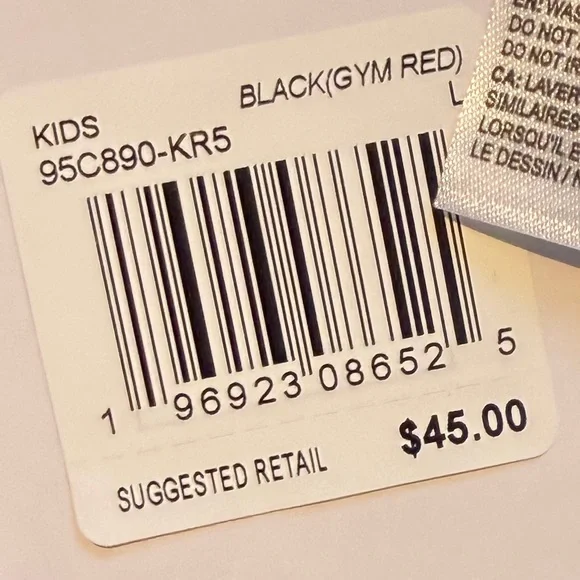 KIDS
BLACK(GYM RED)
95C890-KR5
L
1 96923 08652 5
SUGGESTED RETAIL
$45.00
DO NOT
DO NOT
CA: LAVER
SIMILAIRES
LORSQU'IL
LE DESSIN /